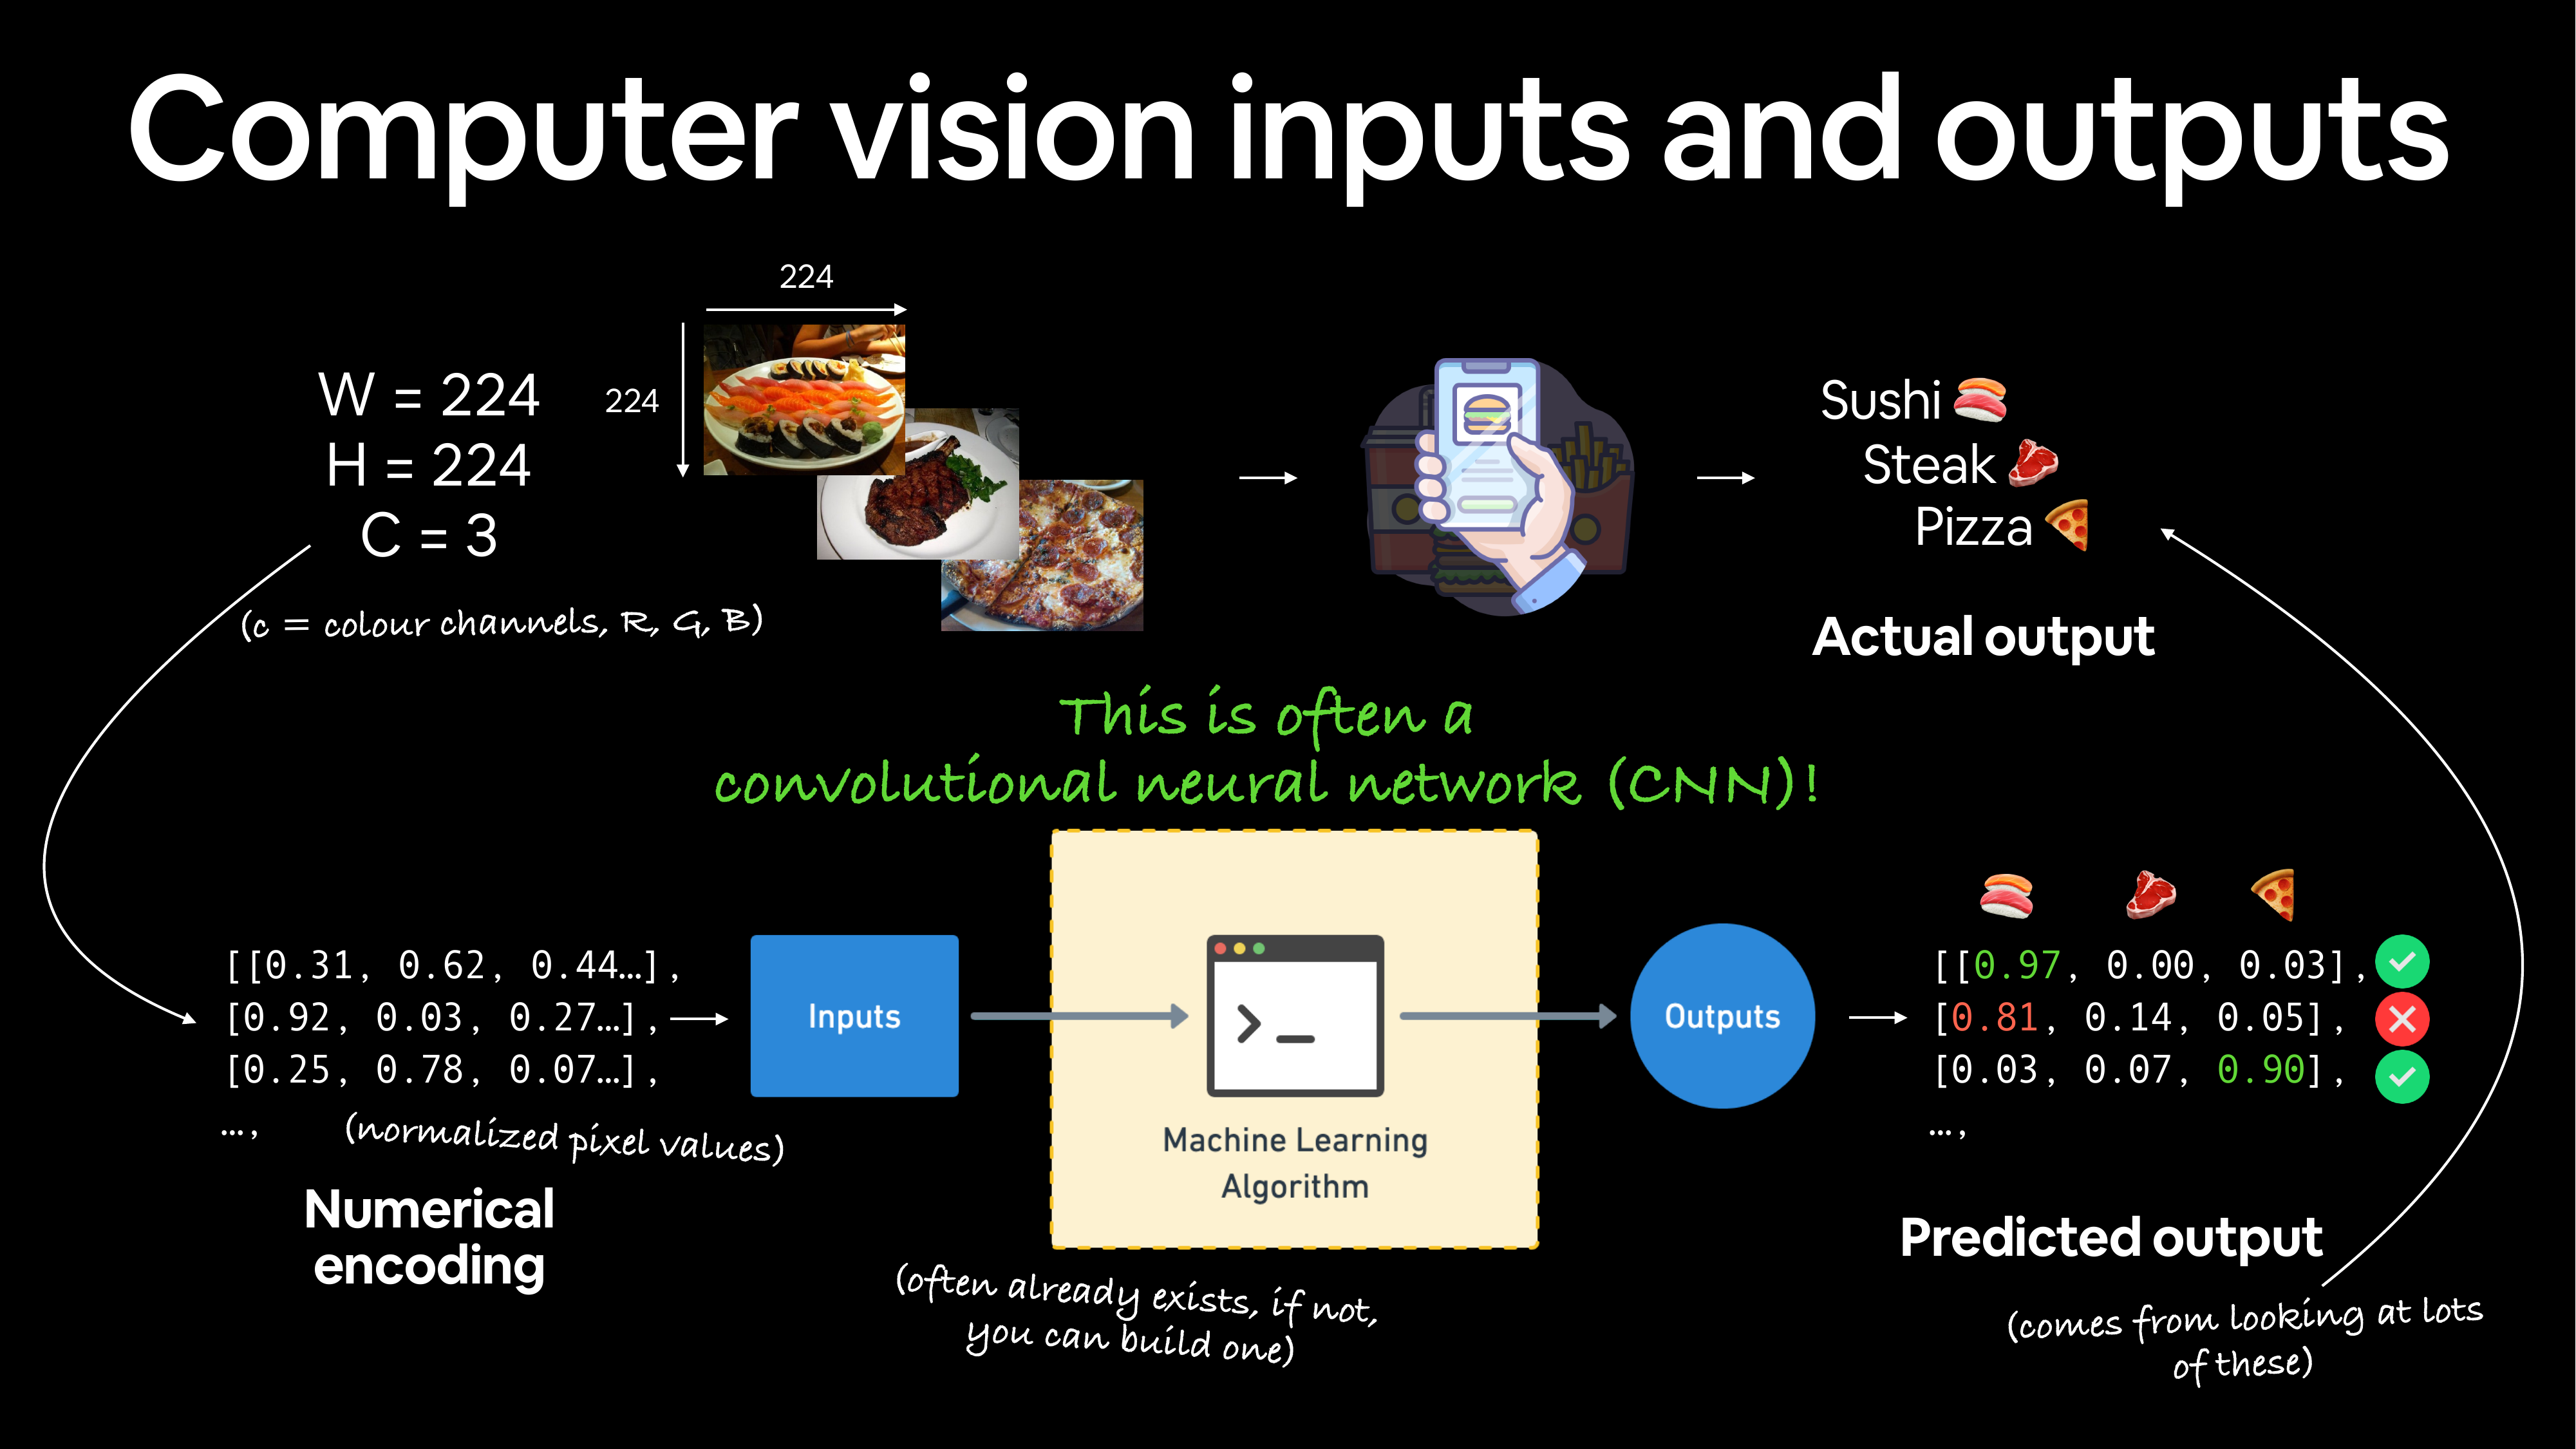 Computer vision inputs and outputs
224
224
W = 224
H = 224
C = 3
(c = colour channels, R, G, B)
Sushi 🍣
Steak 🥩
Pizza 🍕
Actual output
This is often a
convolutional neural network (CNN)!
[[0.31, 0.62, 0.44…],
[0.92, 0.03, 0.27…],
[0.25, 0.78, 0.07…],
…,
(normalized pixel values)
Numerical
encoding
Inputs
Machine Learning
Algorithm
(often already exists, if not,
you can build one)
Outputs
🍣 🥩 🍕
[[0.97, 0.00, 0.03],
[0.81, 0.14, 0.05],
[0.03, 0.07, 0.90],
…,
Predicted output
(comes from looking at lots
of these)